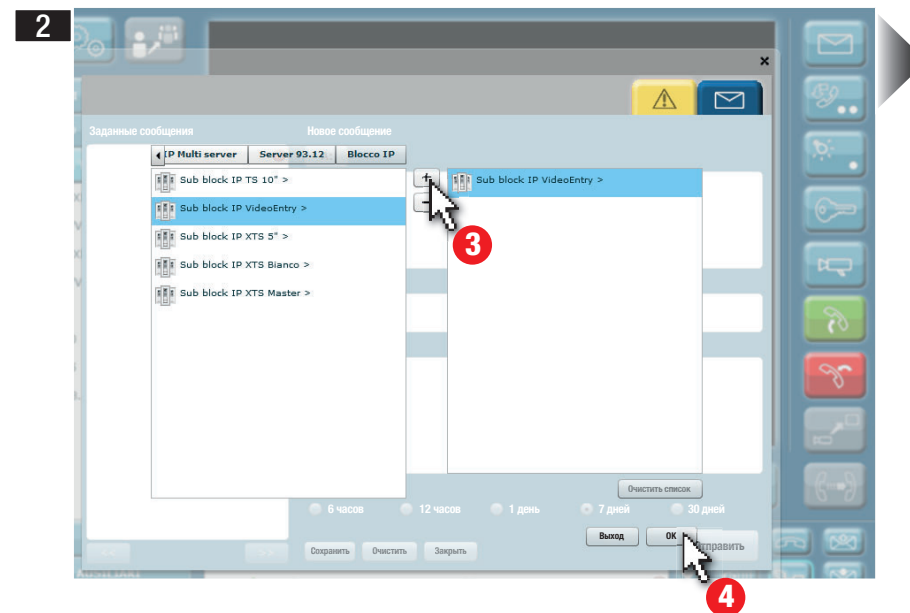 2
×
Заданные сообщения
Новое сообщение
IP Multi server
Server 93.12
Blocco IP
Sub block IP TS 10" >
Sub block IP VideoEntry >
Sub block IP XTS 5" >
Sub block IP XTS Bianco >
Sub block IP XTS Master >
+
-
Sub block IP VideoEntry >
3
Очистить список
6 часов
12 часов
1 день
7 дней
30 дней
Выход
OK
<<
>>
Сохранить
Очистить
Закрыть
4